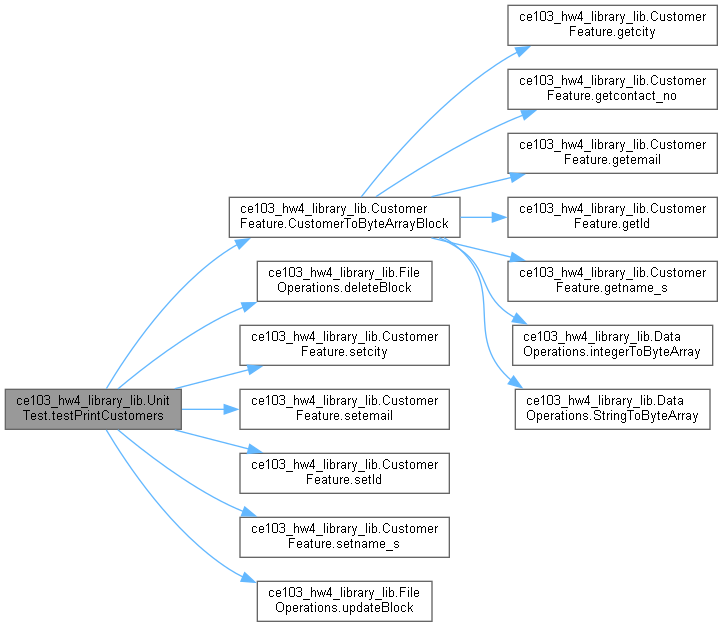 ce103_hw4_library_lib.Customer
Feature.getcity
ce103_hw4_library_lib.Customer
Feature.getcontact_no
ce103_hw4_library_lib.Customer
Feature.getemail
ce103_hw4_library_lib.Customer
Feature.CustomerToByteArrayBlock
ce103_hw4_library_lib.Customer
Feature.getId
ce103_hw4_library_lib.File
Operations.deleteBlock
ce103_hw4_library_lib.Customer
Feature.getname_s
ce103_hw4_library_lib.Customer
Feature.setcity
ce103_hw4_library_lib.Data
Operations.integerToByteArray
ce103_hw4_library_lib.Unit
Test.testPrintCustomers
ce103_hw4_library_lib.Customer
Feature.setemail
ce103_hw4_library_lib.Data
Operations.StringToByteArray
ce103_hw4_library_lib.Customer
Feature.setId
ce103_hw4_library_lib.Customer
Feature.setname_s
ce103_hw4_library_lib.File
Operations.updateBlock